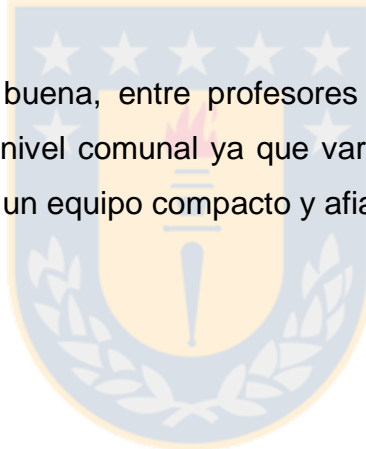 buena, entre profesores
nivel comunal ya que var
un equipo compacto y afia